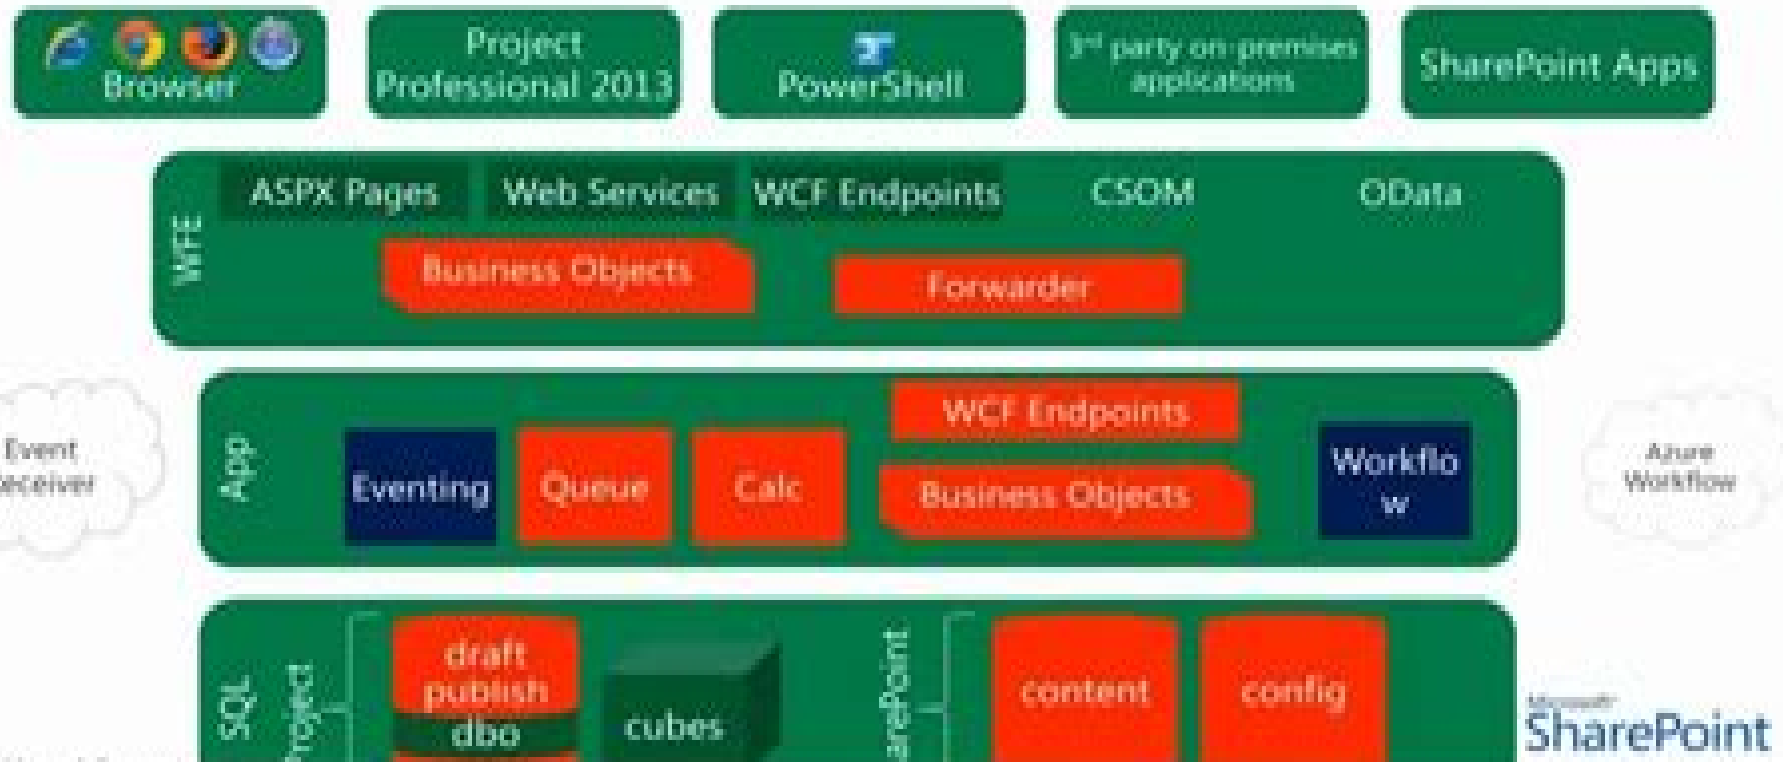 Browser
Project
Professional 2013
PowerShell
3rd party on-premises
applications
SharePoint Apps
WFE
ASPX Pages
Web Services
WCF Endpoints
CSOM
OData
Business Objects
Forwarder
Event
eceiver
App
Eventing
Queue
Calc
WCF Endpoints
Business Objects
Workflo
w
Azure
Workflow
SQL
Project
draft
publish
dbo
cubes
arePoint
content
config
Microsoft
SharePoint